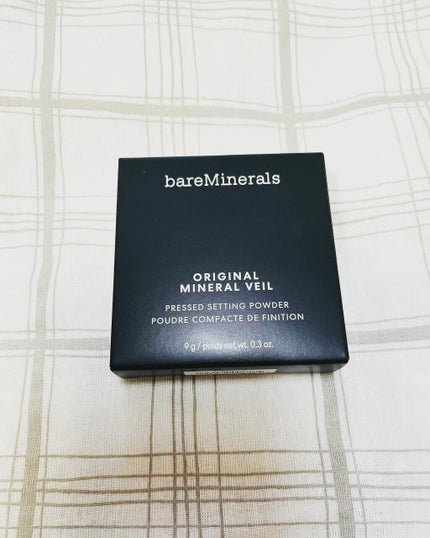 bareMinerals
ORIGINAL
MINERAL VEIL
PRESSED SETTING POWDER
POUDRE COMPACTE DE FINITION
9 g / poids net wt. 0.3 oz.